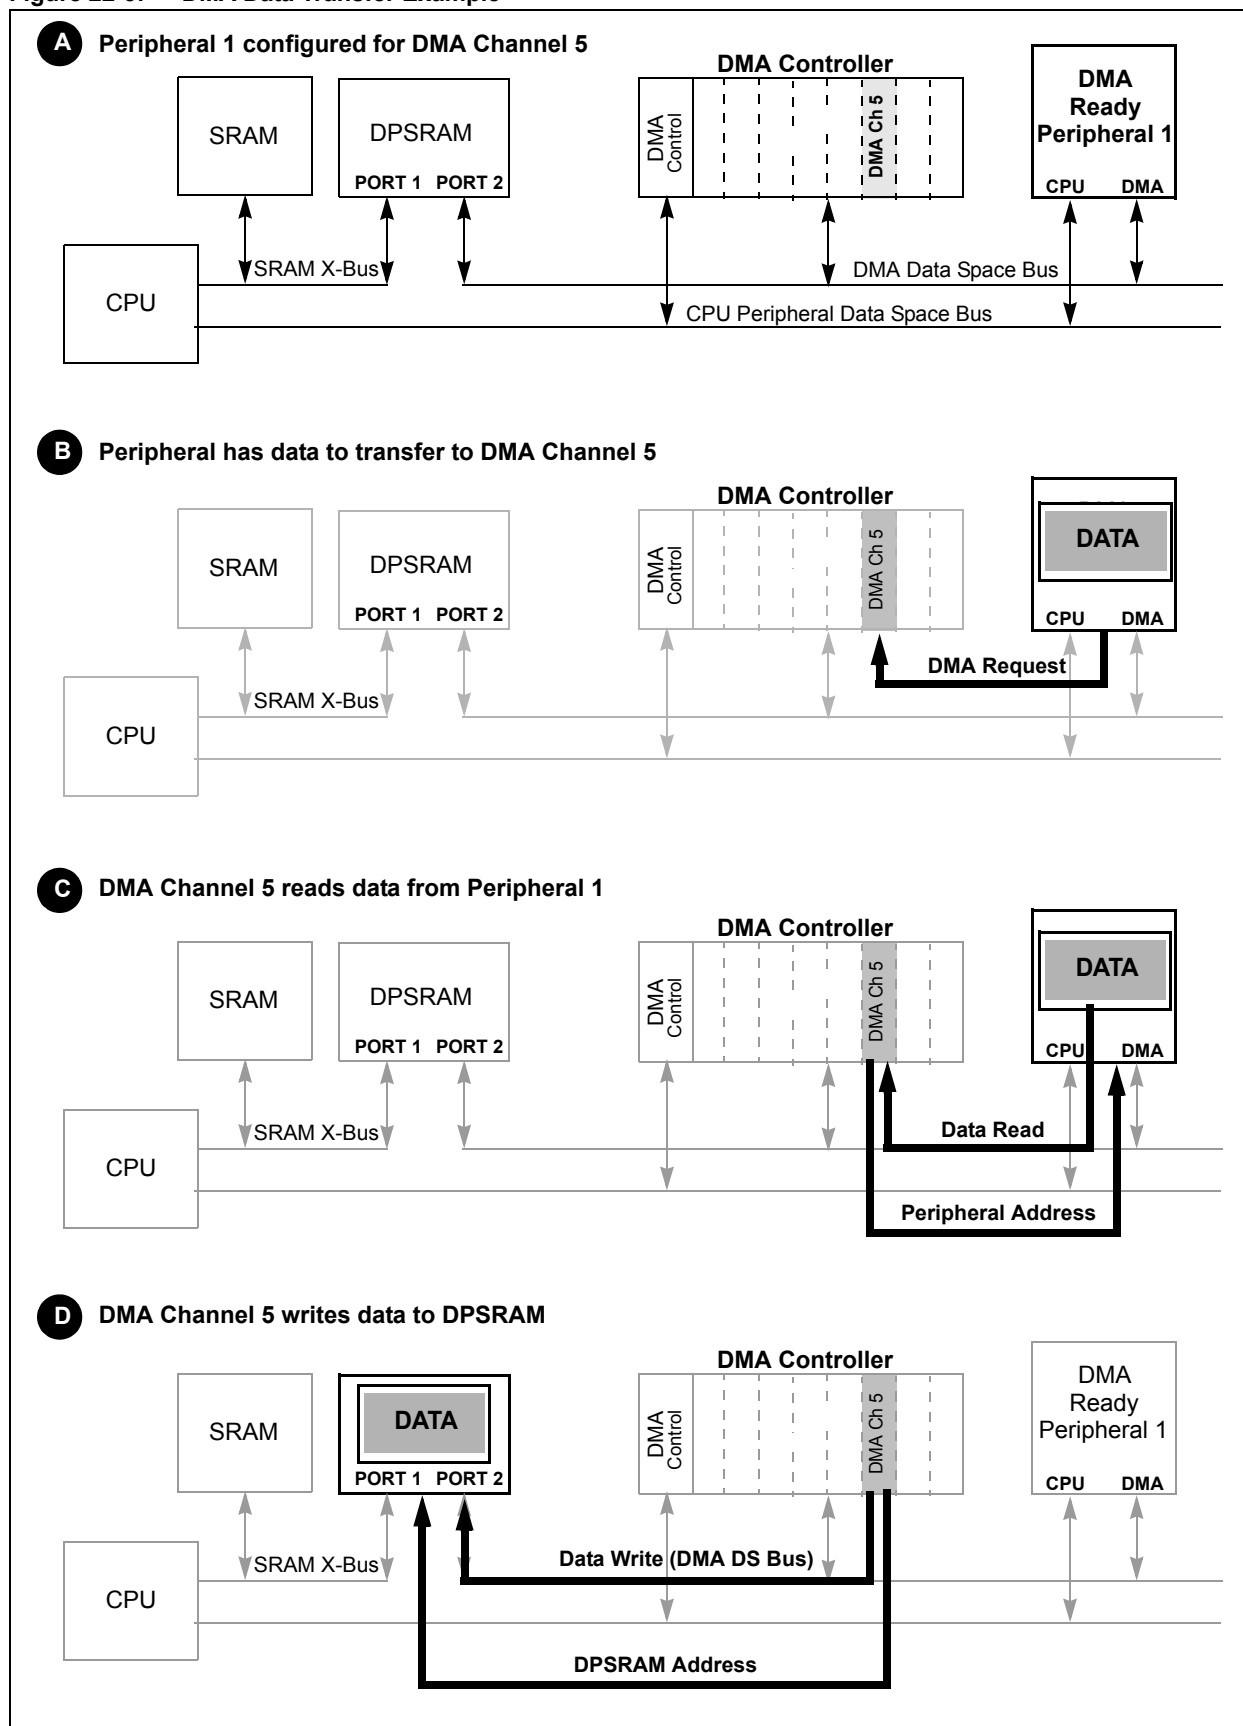 A Peripheral 1 configured for DMA Channel 5
DMA Controller
SRAM
DPSRAM
PORT 1 PORT 2
DMA Control
DMA Ch 5
DMA
Ready
Peripheral 1
CPU DMA
SRAM X-Bus
DMA Data Space Bus
CPU
CPU Peripheral Data Space Bus
B Peripheral has data to transfer to DMA Channel 5
DMA Controller
SRAM
DPSRAM
PORT 1 PORT 2
DMA Control
DMA Ch 5
DATA
CPU DMA
DMA Request
SRAM X-Bus
CPU
C DMA Channel 5 reads data from Peripheral 1
DMA Controller
SRAM
DPSRAM
PORT 1 PORT 2
DMA Control
DMA Ch 5
DATA
CPU DMA
SRAM X-Bus
Data Read
CPU
Peripheral Address
D DMA Channel 5 writes data to DPSRAM
DMA Controller
SRAM
DATA
PORT 1 PORT 2
DMA Control
DMA Ch 5
DMA
Ready
Peripheral 1
CPU DMA
SRAM X-Bus
Data Write (DMA DS Bus)
CPU
DPSRAM Address